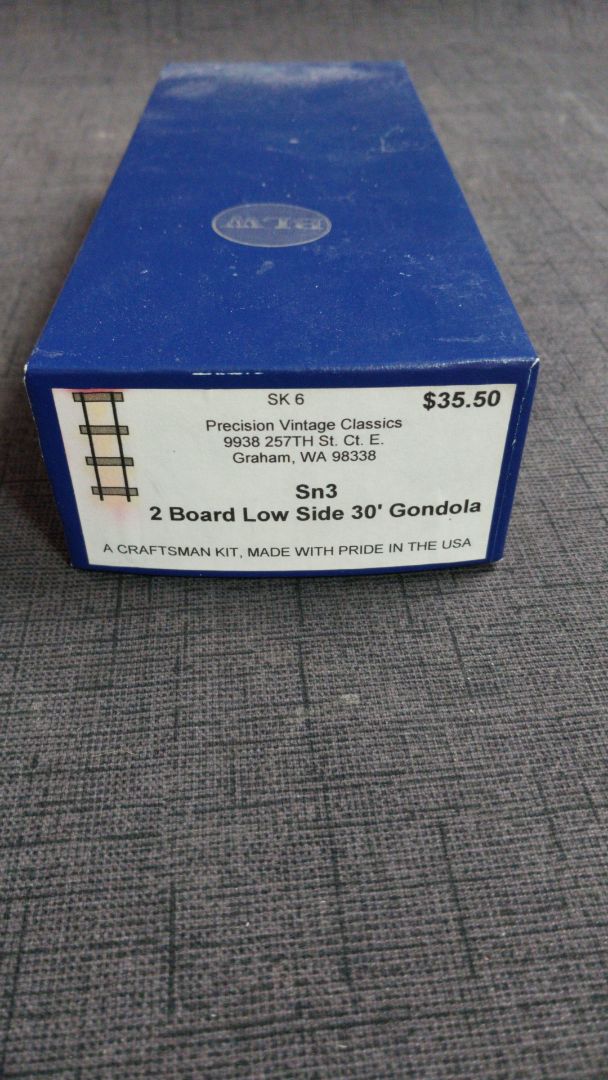 BLW
SK 6
$35.50
Precision Vintage Classics
9938 257TH St. Ct. E.
Graham, WA 98338
Sn3
2 Board Low Side 30' Gondola
A CRAFTSMAN KIT, MADE WITH PRIDE IN THE USA